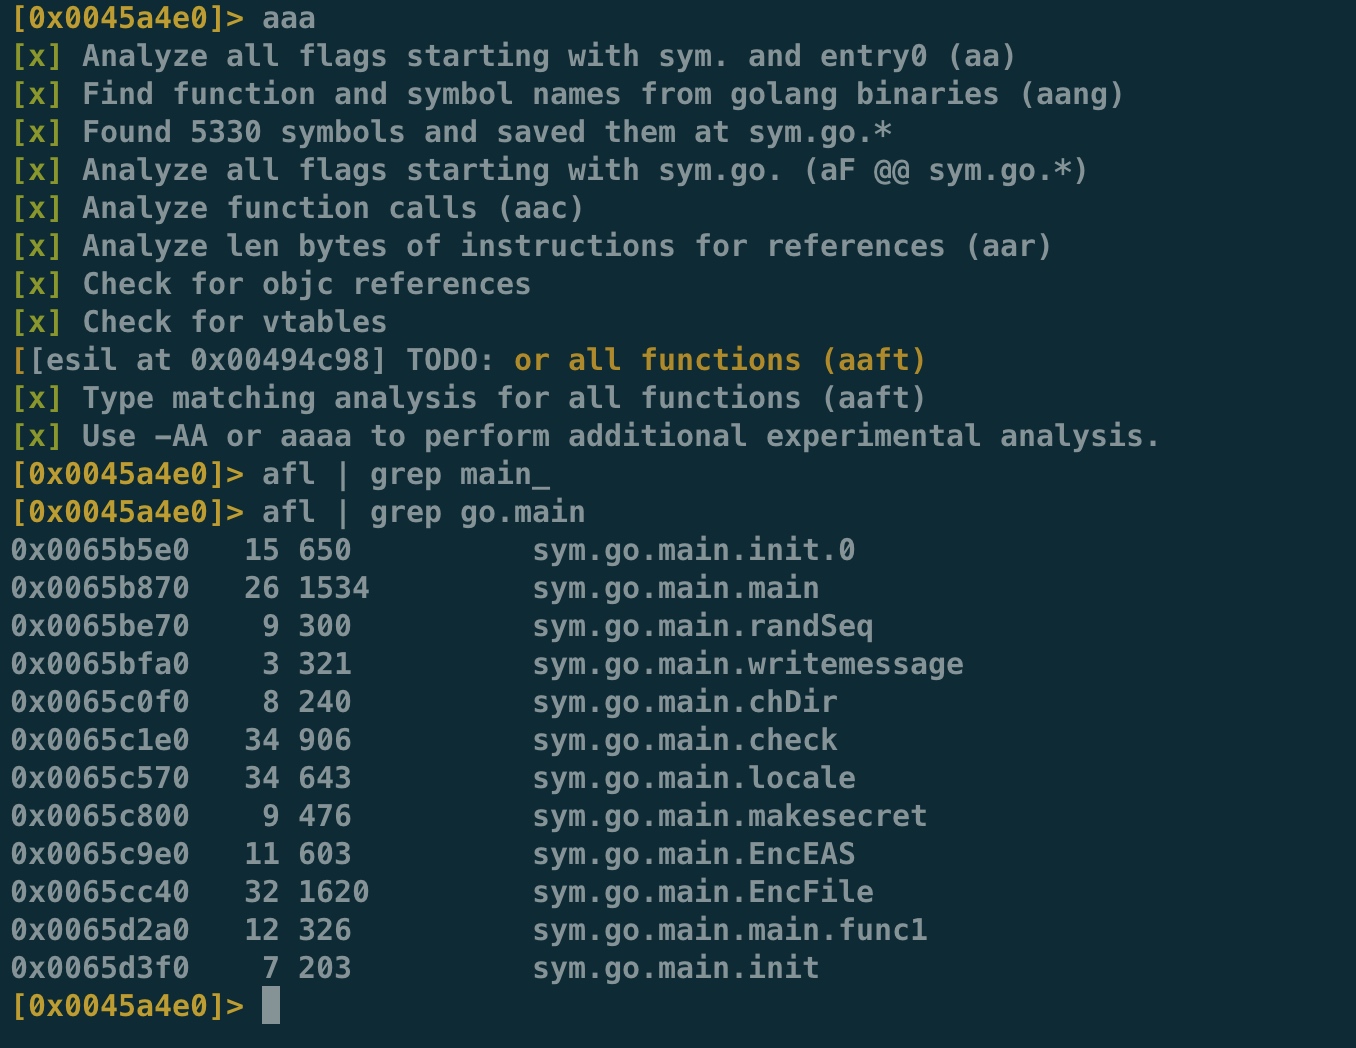 [0x0045a4e0]> aaa
[x] Analyze all flags starting with sym. and entry0 (aa)
[x] Find function and symbol names from golang binaries (aang)
[x] Found 5330 symbols and saved them at sym.go.*
[x] Analyze all flags starting with sym.go. (aF @@ sym.go.*)
[x] Analyze function calls (aac)
[x] Analyze len bytes of instructions for references (aar)
[x] Check for objc references
[x] Check for vtables
[[esil at 0x00494c98] TODO: or all functions (aaft)
[x] Type matching analysis for all functions (aaft)
[x] Use −AA or aaaa to perform additional experimental analysis.
[0x0045a4e0]> afl | grep main_
[0x0045a4e0]> afl | grep go.main
0x0065b5e0   15 650          sym.go.main.init.0
0x0065b870   26 1534         sym.go.main.main
0x0065be70    9 300          sym.go.main.randSeq
0x0065bfa0    3 321          sym.go.main.writemessage
0x0065c0f0    8 240          sym.go.main.chDir
0x0065c1e0   34 906          sym.go.main.check
0x0065c570   34 643          sym.go.main.locale
0x0065c800    9 476          sym.go.main.makesecret
0x0065c9e0   11 603          sym.go.main.EncEAS
0x0065cc40   32 1620         sym.go.main.EncFile
0x0065d2a0   12 326          sym.go.main.main.func1
0x0065d3f0    7 203          sym.go.main.init
[0x0045a4e0]>